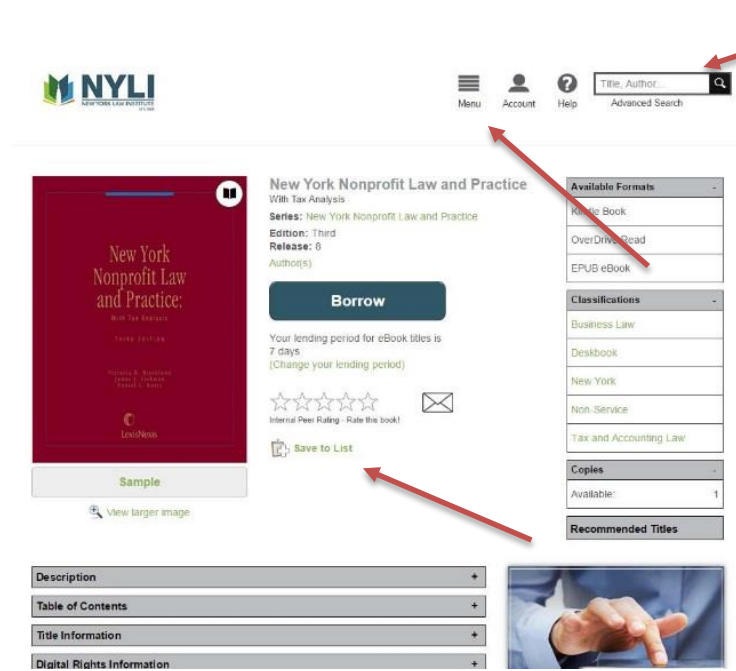 NYLI
NEW YORK LAW INSTITUTE
Menu
Account
Help
Title, Author...
Advanced Search
New York
Nonprofit Law
and Practice:
With Tax Analysis
THIRD EDITION
LexisNexis
Sample
View larger image
New York Nonprofit Law and Practice
With Tax Analysis
Series: New York Nonprofit Law and Practice
Edition: Third
Release: 8
Author(s)
Borrow
Your lending period for eBook titles is
7 days
(Change your lending period)
Internal Peer Rating - Rate this book!
Save to List
Available Formats -
Kindle Book
OverDrive Read
EPUB eBook
Classifications -
Business Law
Deskbook
New York
Non-Service
Tax and Accounting Law
Copies -
Available: 1
Recommended Titles
Description +
Table of Contents +
Title Information +
Digital Rights Information +